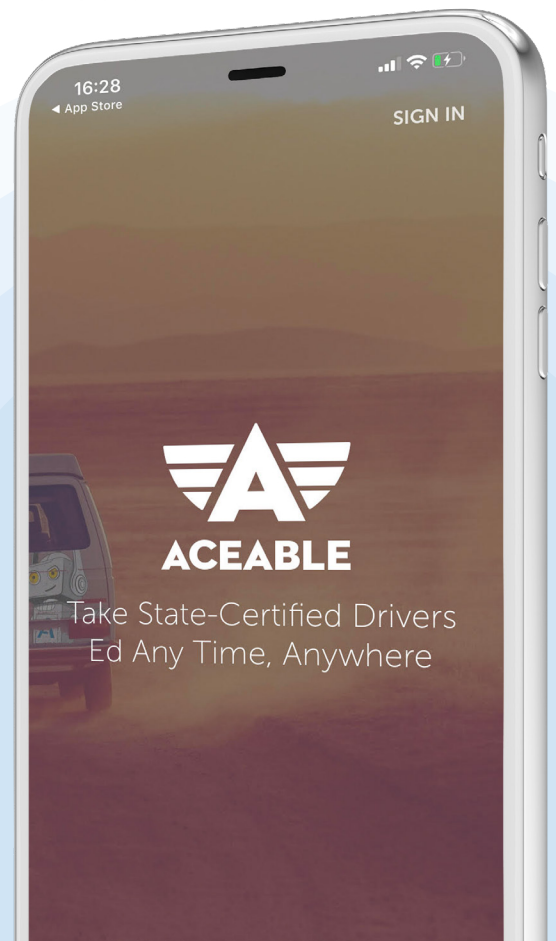 16:28
◀ App Store
SIGN IN
ACEABLE
Take State-Certified Drivers
Ed Any Time, Anywhere